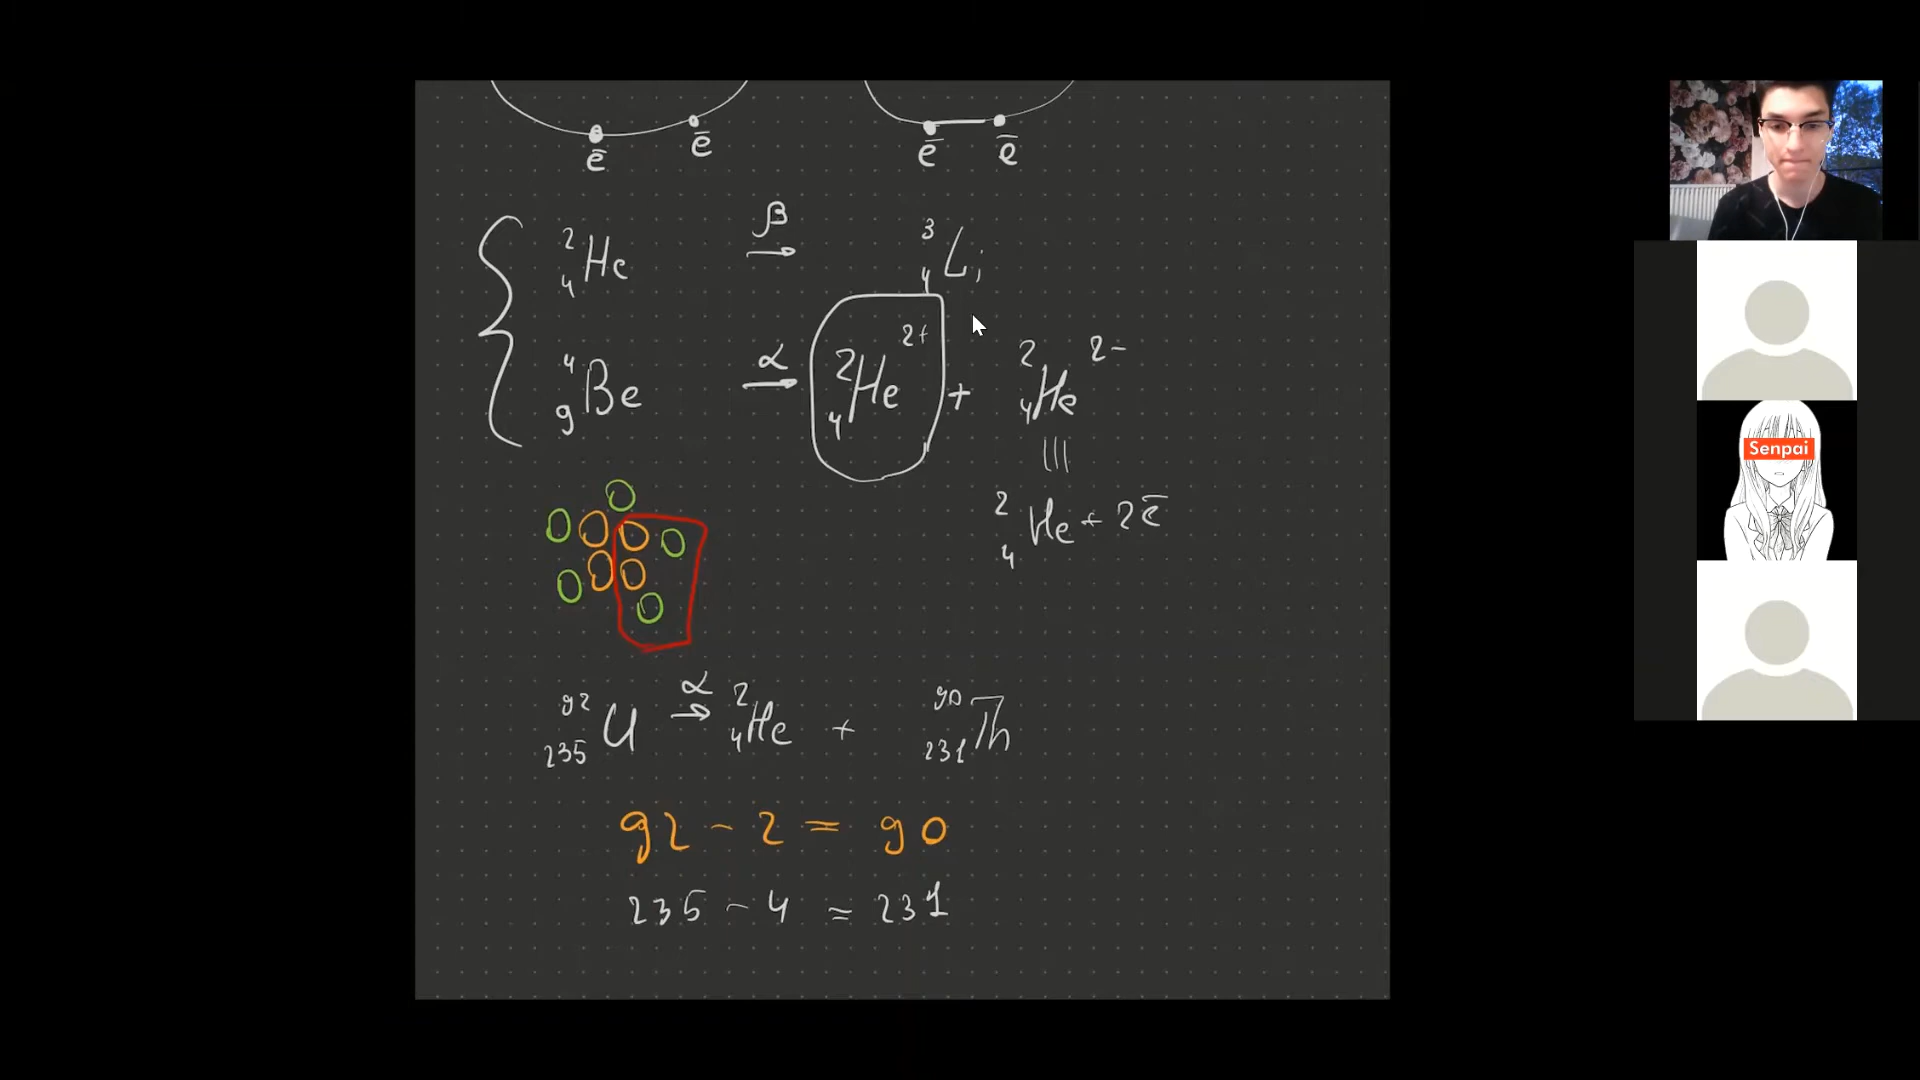 ē ē ē ē
β
2 4 He → 3 4 Li
4 9 Be α → 2 4 He 2+ + 2 4 He 2-
|||
2 4 He + 2ē
92 235 U α → 2 4 He + 90 231 Th
92 - 2 = 90
235 - 4 = 231
Senpai